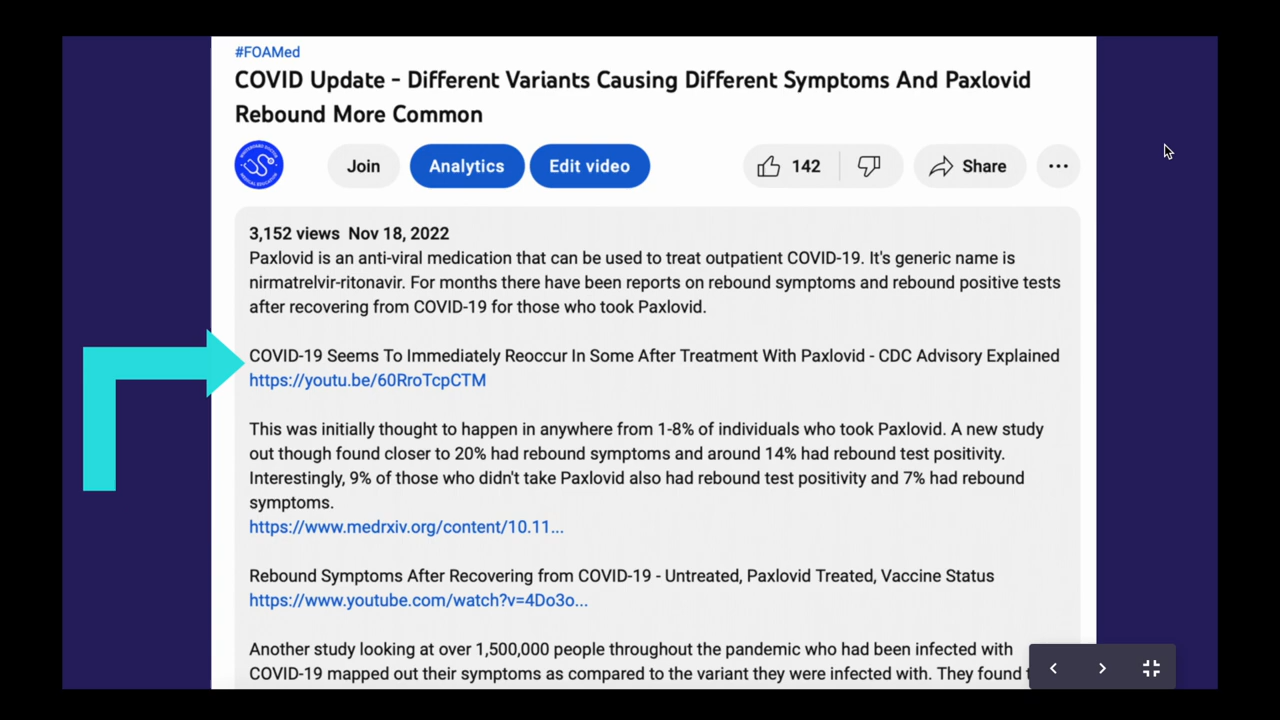 #FOAMed
COVID Update - Different Variants Causing Different Symptoms And Paxlovid
Rebound More Common
Join
Analytics
Edit video
142
Share
3,152 views Nov 18, 2022
Paxlovid is an anti-viral medication that can be used to treat outpatient COVID-19. It's generic name is
nirmatrelvir-ritonavir. For months there have been reports on rebound symptoms and rebound positive tests
after recovering from COVID-19 for those who took Paxlovid.
COVID-19 Seems To Immediately Reoccur In Some After Treatment With Paxlovid - CDC Advisory Explained
https://youtu.be/60RroTcpCTM
This was initially thought to happen in anywhere from 1-8% of individuals who took Paxlovid. A new study
out though found closer to 20% had rebound symptoms and around 14% had rebound test positivity.
Interestingly, 9% of those who didn't take Paxlovid also had rebound test positivity and 7% had rebound
symptoms.
https://www.medrxiv.org/content/10.11...
Rebound Symptoms After Recovering from COVID-19 - Untreated, Paxlovid Treated, Vaccine Status
https://www.youtube.com/watch?v=4Do3o...
Another study looking at over 1,500,000 people throughout the pandemic who had been infected with
COVID-19 mapped out their symptoms as compared to the variant they were infected with. They found